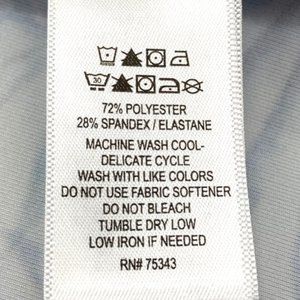 30
72% POLYESTER
28% SPANDEX / ELASTANE
MACHINE WASH COOL-
DELICATE CYCLE
WASH WITH LIKE COLORS
DO NOT USE FABRIC SOFTENER
DO NOT BLEACH
TUMBLE DRY LOW
LOW IRON IF NEEDED
RN# 75343